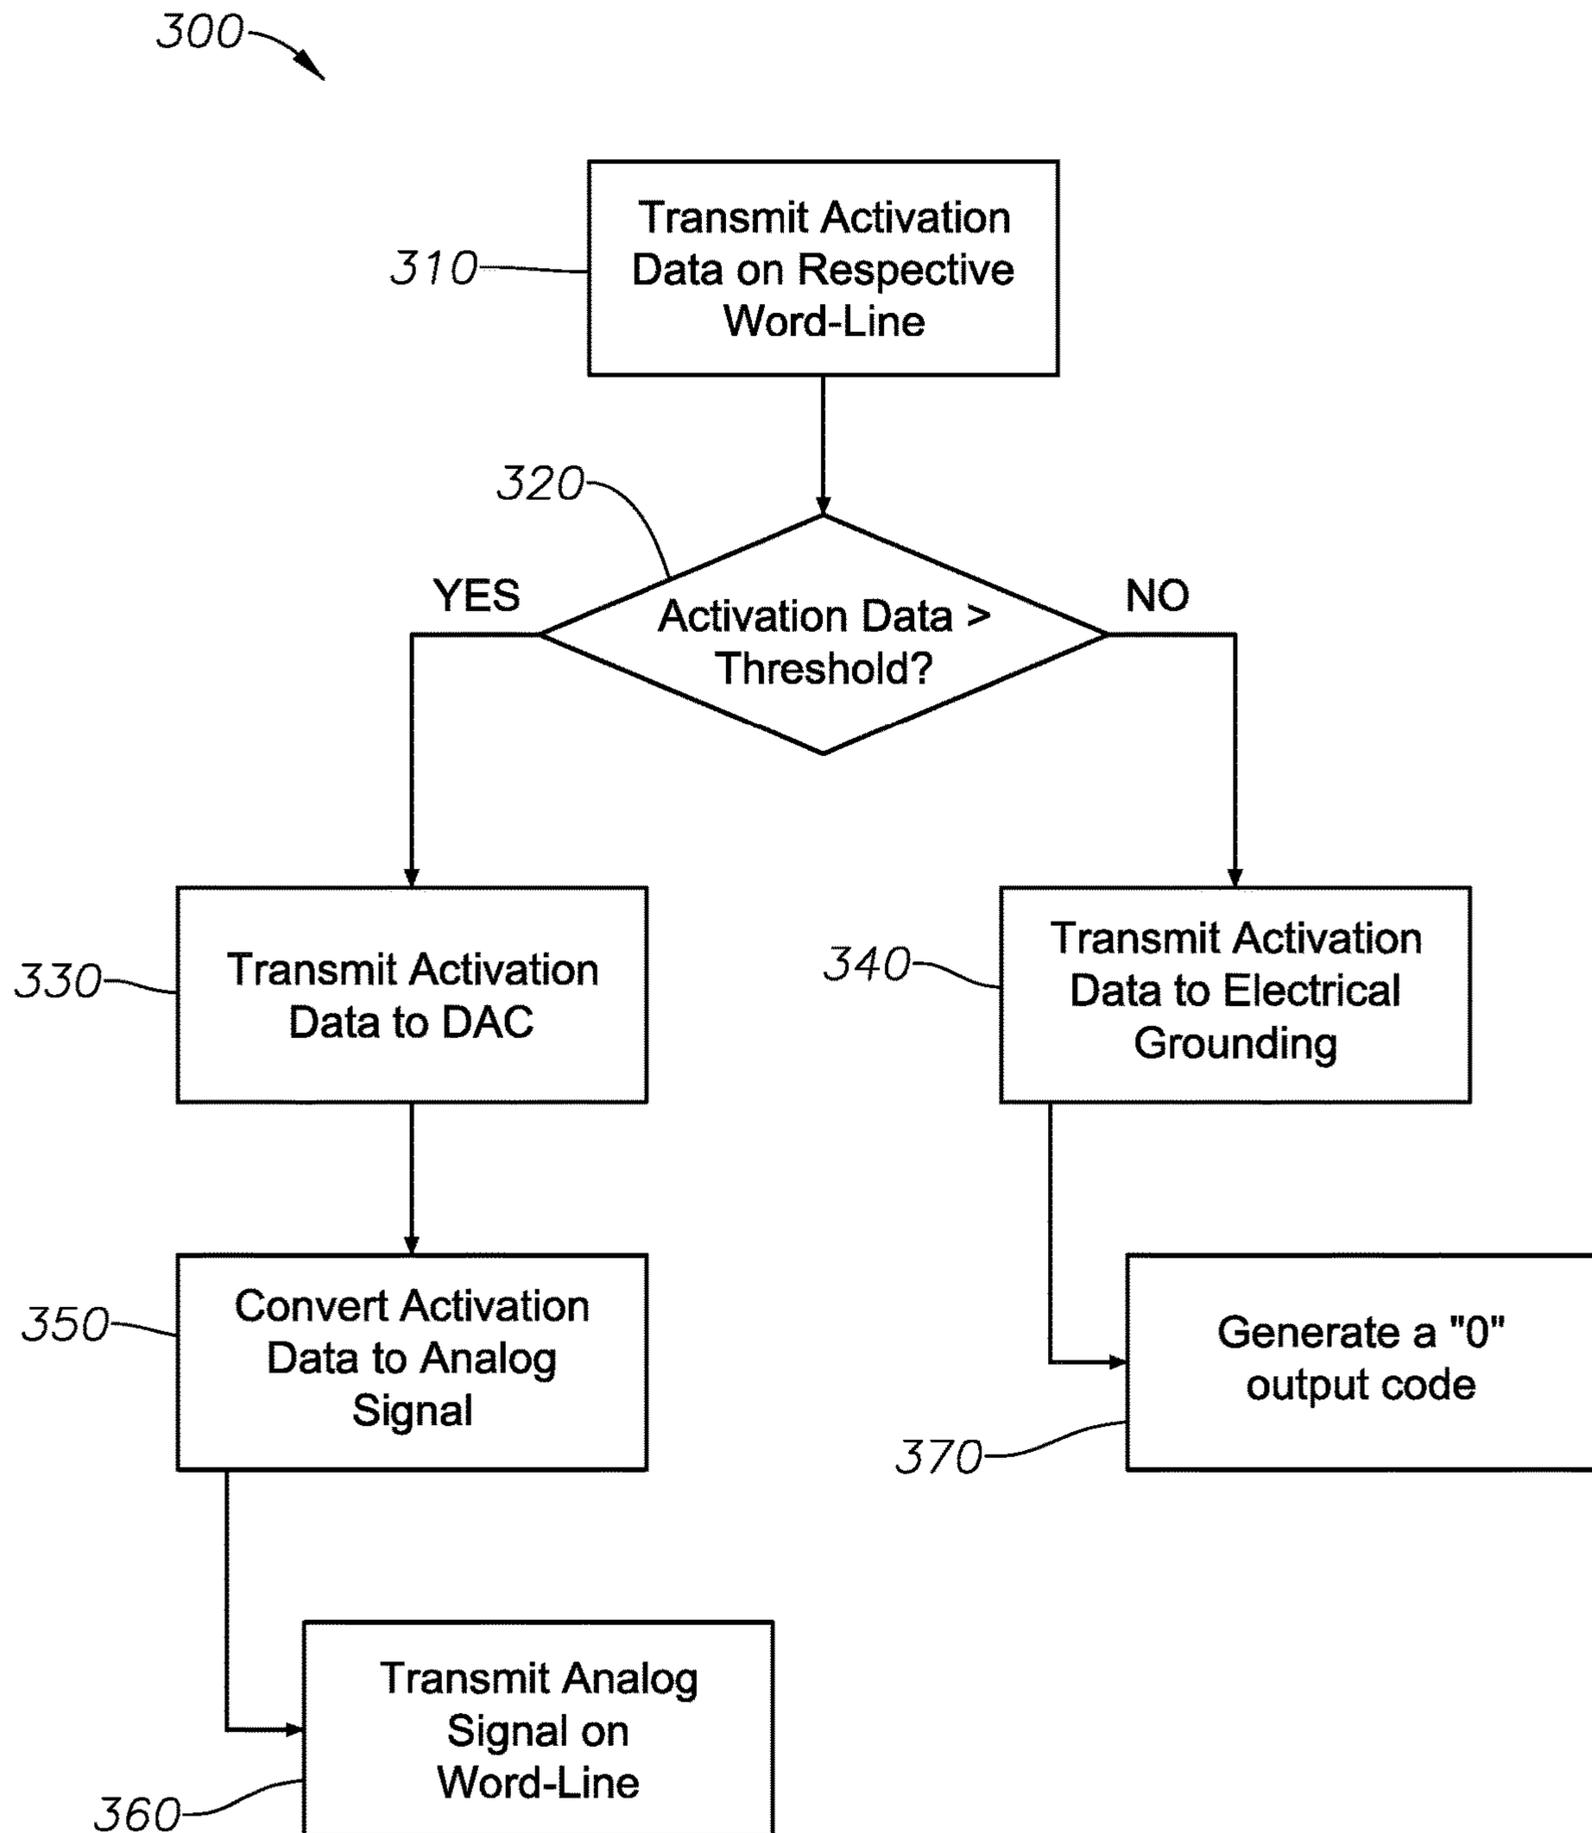 300
310
Transmit Activation
Data on Respective
Word-Line
320
YES
Activation Data >
Threshold?
NO
330
Transmit Activation
Data to DAC
340
Transmit Activation
Data to Electrical
Grounding
350
Convert Activation
Data to Analog
Signal
370
Generate a "0"
output code
360
Transmit Analog
Signal on
Word-Line